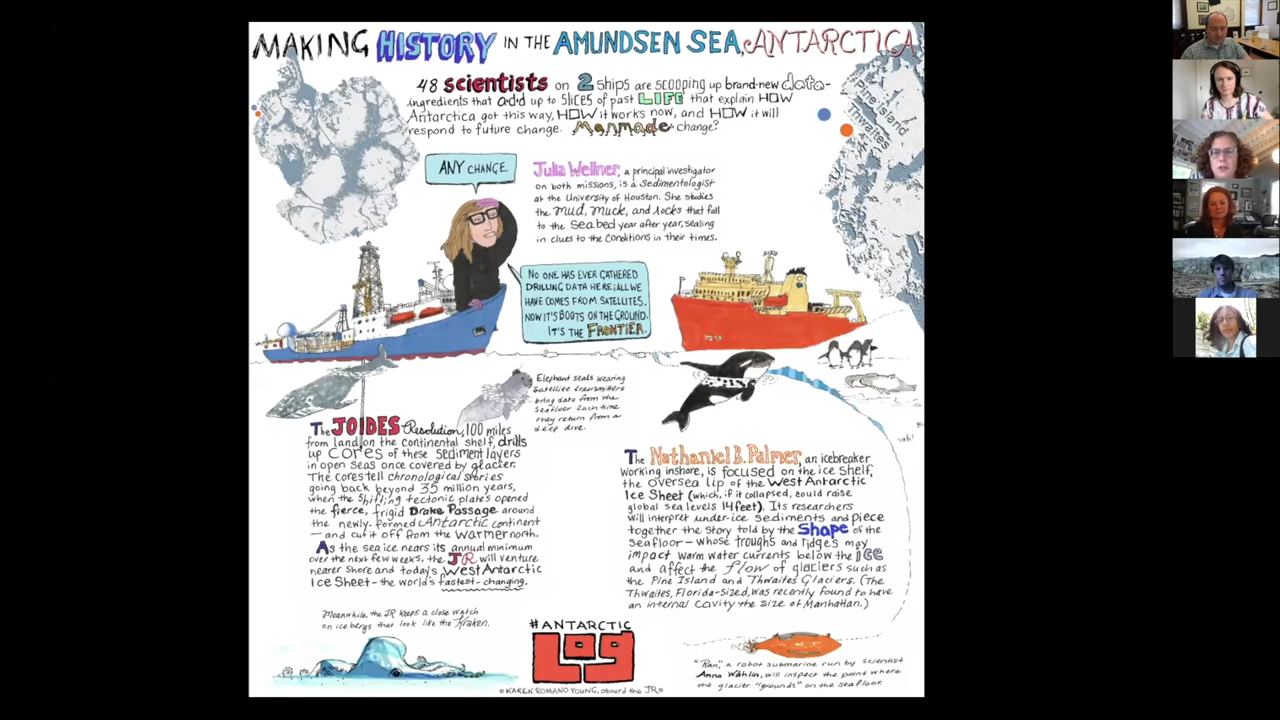 MAKING HISTORY IN THE AMUNDSEN SEA, ANTARCTICA
48 scientists on 2 ships are scooping up brand-new data-
ingredients that add up to slices of past LIFE that explain HOW
Antarctica got this way, HOW it works now, and HOW it will
respond to future change. Manmade change?
Pine Island
Thwaites
ANY CHANGE.
Julia Wellner, a principal investigator
on both missions, is a sedimentologist
at the University of Houston. She studies
the mud, muck, and rocks that fall
to the seabed year after year, sealing
in clues to the conditions in their times.
NO ONE HAS EVER GATHERED
DRILLING DATA HERE; ALL WE
HAVE COMES FROM SATELLITES.
NOW IT'S BOOTS ON THE GROUND.
IT'S THE FRONTIER.
Elephant seals wearing
satellite transmitters
bring data from the
seafloor each time
they return from a
deep dive.
The JOIDES Resolution, 100 miles
from land on the continental shelf, drills
up cores of these sediment layers
in open seas once covered by glacier.
The cores tell chronological stories
going back beyond 35 million years,
when the shifting tectonic plates opened
the fierce, frigid Drake Passage around
the newly-formed Antarctic continent
—and cut it off from the warmer north.
As the sea ice nears its annual minimum
over the next few weeks, the JR will venture
nearer shore and today's West Antarctic
Ice Sheet - the world's fastest-changing.
Meanwhile, the JR keeps a close watch
on icebergs that look like the Kraken.
The Nathaniel B. Palmer, an icebreaker
working inshore, is focused on the ice shelf,
the oversea lip of the West Antarctic
Ice Sheet (which, if it collapsed, could raise
global sea levels 14 feet). Its researchers
will interpret under-ice sediments and piece
together the story told by the Shape of the
seafloor—whose troughs and ridges may
impact warm water currents below the ICE
and affect the flow of glaciers such as
the Pine Island and Thwaites Glaciers. (The
Thwaites, Florida-sized, was recently found to have
an internal cavity the size of Manhattan.)
#ANTARCTIC
LOG
© KAREN ROMANO YOUNG, aboard the JR
"Ran," a robot submarine run by scientist
Anna Wåhlin, will inspect the point where
the glacier "grounds" on the seafloor.